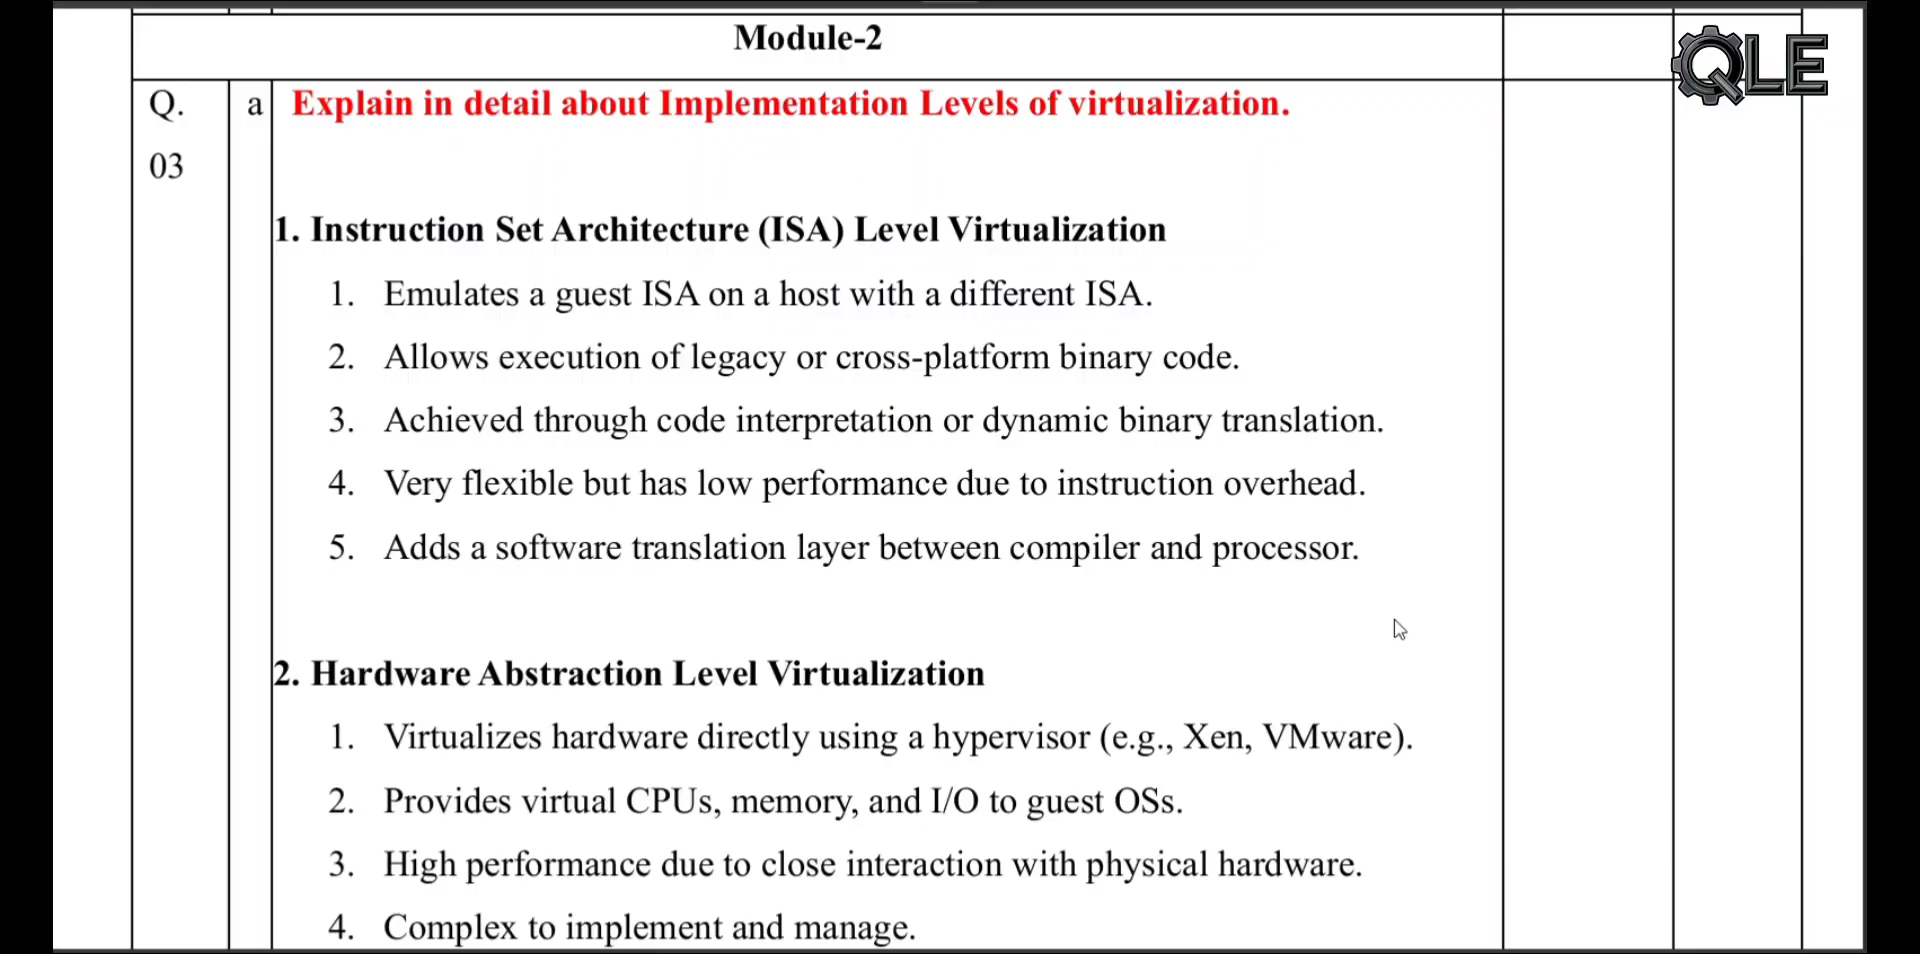 Module-2
QLE
Q. a Explain in detail about Implementation Levels of virtualization.
03
1. Instruction Set Architecture (ISA) Level Virtualization
1. Emulates a guest ISA on a host with a different ISA.
2. Allows execution of legacy or cross-platform binary code.
3. Achieved through code interpretation or dynamic binary translation.
4. Very flexible but has low performance due to instruction overhead.
5. Adds a software translation layer between compiler and processor.
2. Hardware Abstraction Level Virtualization
1. Virtualizes hardware directly using a hypervisor (e.g., Xen, VMware).
2. Provides virtual CPUs, memory, and I/O to guest OSs.
3. High performance due to close interaction with physical hardware.
4. Complex to implement and manage.